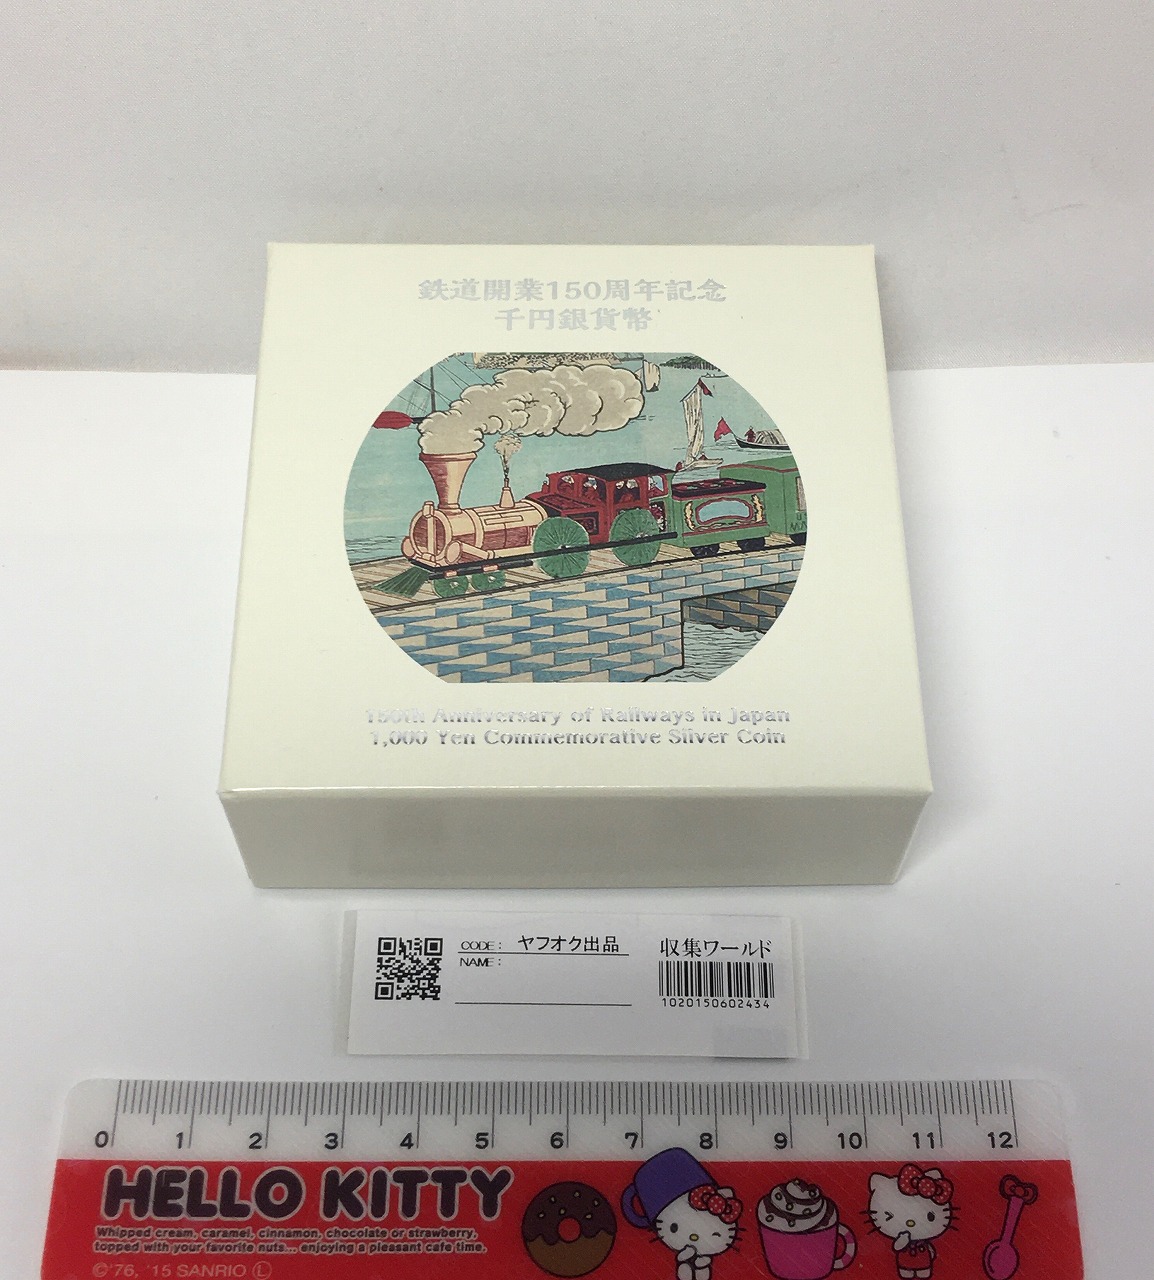 鉄道開業150周年記念
千円銀貨幣
150th Anniversary of Railways in Japan
1,000 Yen Commemorative Silver Coin
CODE: ヤフオク出品
NAME:
収集ワールド
1020150602434
0 1 2 3 4 5 6 7 8 9 10 11 12
HELLO KITTY
Whipped cream, caramel, cinnamon, chocolate or strawberry,
topped with your favorite nuts... enjoying a pleasant cafe time.
©'76, '15 SANRIO Ⓛ